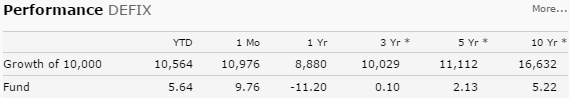 Performance DEFIX More...
YTD 1 Mo 1 Yr 3 Yr * 5 Yr * 10 Yr *
Growth of 10,000 10,564 10,976 8,880 10,029 11,112 16,632
Fund 5.64 9.76 -11.20 0.10 2.13 5.22